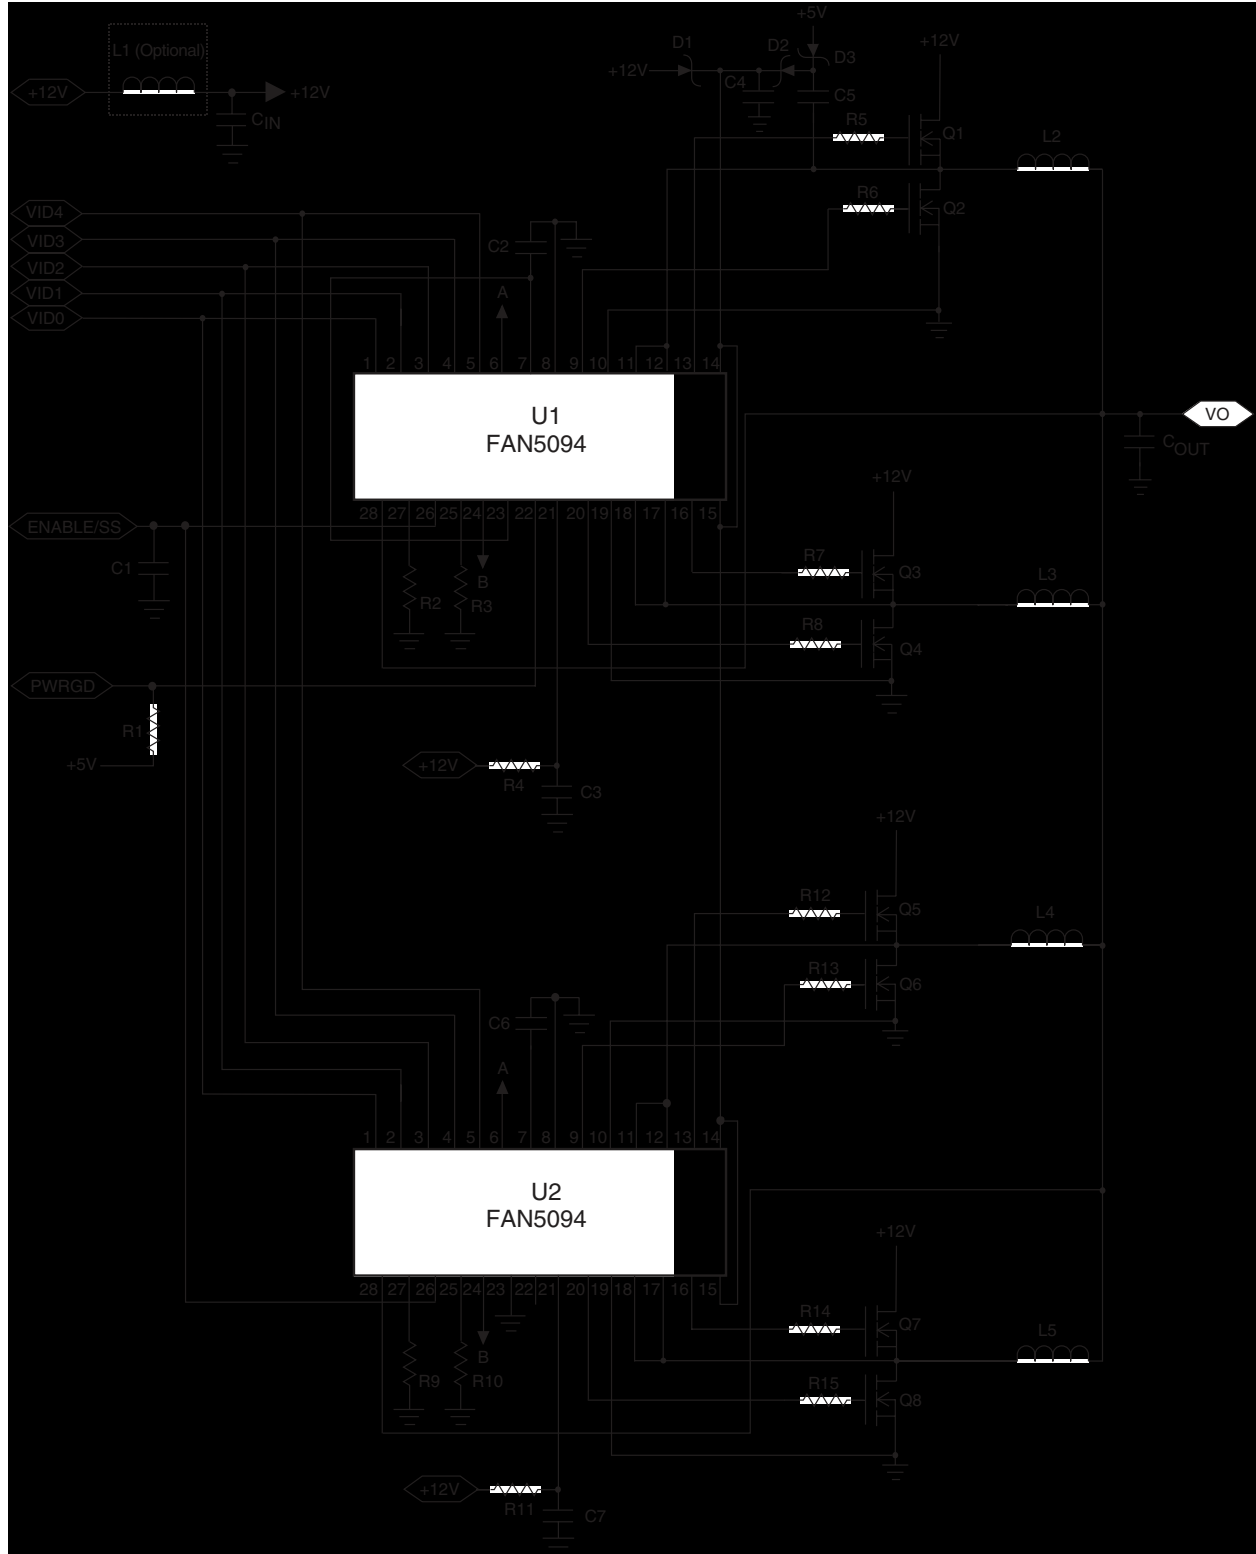 +5V
D1
D2
D3
+12V
L1 (Optional)
+12V
+12V
CIN
+12V
C4
C5
R5
Q1
L2
R6
Q2
VID4
VID3
VID2
VID1
VID0
C2
A
1 2 3 4 5 6 7 8 9 10 11 12 13 14
U1
FAN5094
VO
COUT
28 27 26 25 24 23 22 21 20 19 18 17 16 15
+12V
ENABLE/SS
C1
B
R2
R3
R7
Q3
L3
R8
Q4
PWRGD
R1
+5V
+12V
R4
C3
+12V
R12
Q5
L4
R13
Q6
C6
A
1 2 3 4 5 6 7 8 9 10 11 12 13 14
U2
FAN5094
+12V
28 27 26 25 24 23 22 21 20 19 18 17 16 15
R14
Q7
L5
B
R9
R10
R15
Q8
+12V
R11
C7